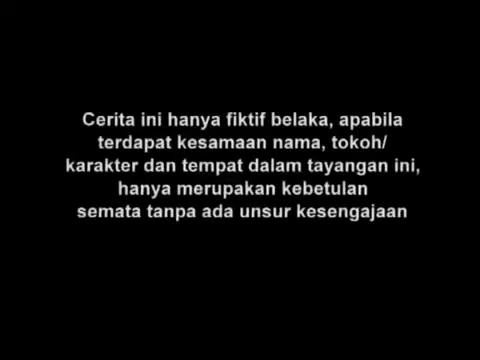 Cerita ini hanya fiktif belaka, apabila
terdapat kesamaan nama, tokoh/
karakter dan tempat dalam tayangan ini,
hanya merupakan kebetulan
semata tanpa ada unsur kesengajaan